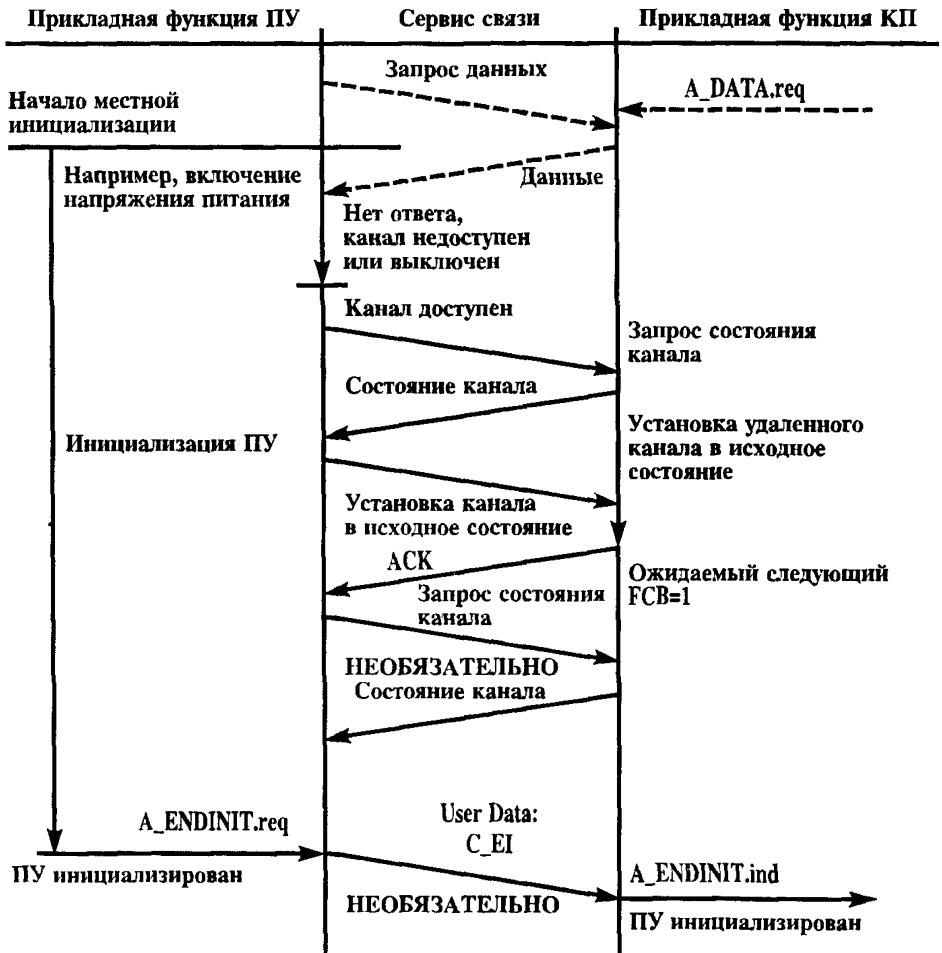 Прикладная функция ПУ
Сервис связи
Прикладная функция КП
Запрос данных
A_DATA.req
Начало местной
инициализации
Например, включение
напряжения питания
Данные
Нет ответа,
канал недоступен
или выключен
Канал доступен
Запрос состояния
канала
Состояние канала
Инициализация ПУ
Установка удаленного
канала в исходное
состояние
Установка канала
в исходное состояние
ACK
Ожидаемый следующий
FCB=1
Запрос состояния
канала
НЕОБЯЗАТЕЛЬНО
Состояние канала
A_ENDINIT.req
User Data:
C_EI
ПУ инициализирован
A_ENDINIT.ind
НЕОБЯЗАТЕЛЬНО
ПУ инициализирован